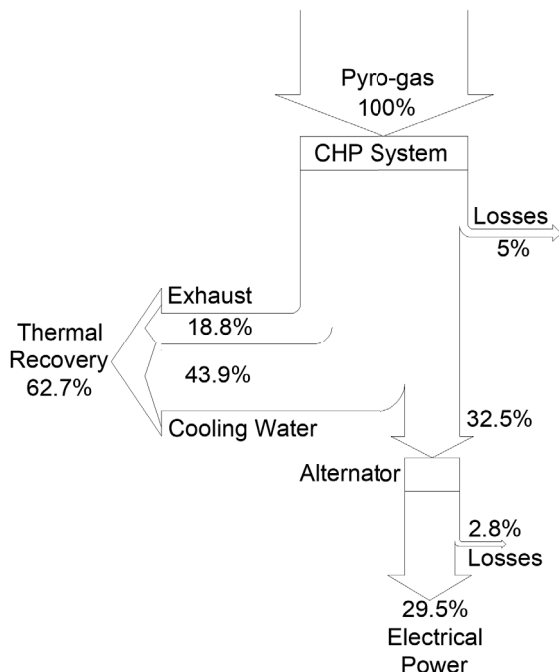 Pyro-gas
100%
CHP System
Losses
5%
Exhaust
18.8%
Thermal
Recovery
62.7%
43.9%
Cooling Water
32.5%
Alternator
2.8%
Losses
29.5%
Electrical
Power